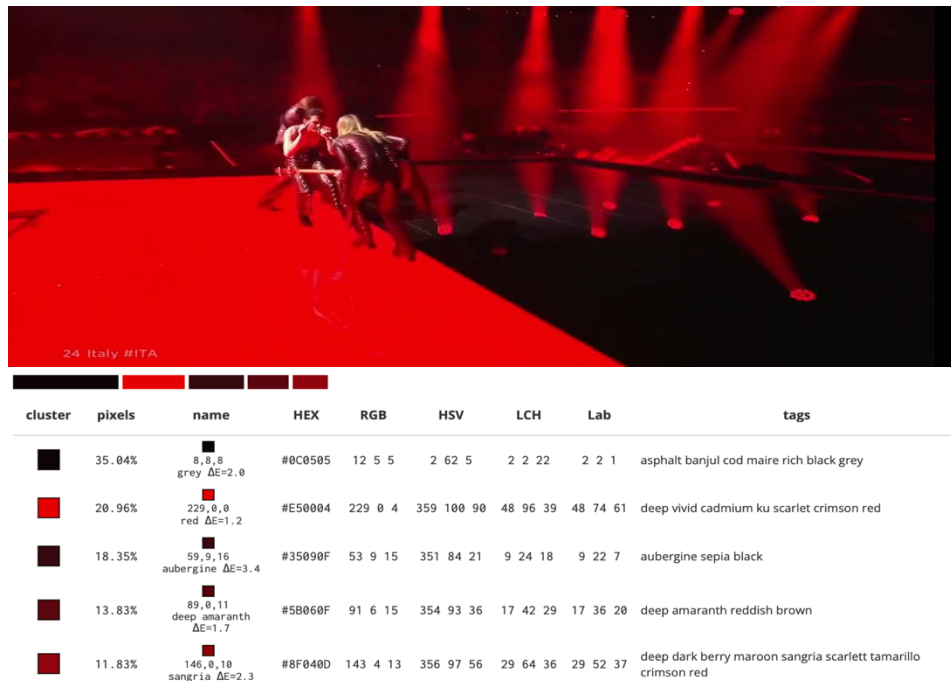 24 Italy #ITA
cluster pixels name HEX RGB HSV LCH Lab tags
35.04% 8,8,8 grey ΔE=2.0 #0C0505 12 5 5 2 62 5 2 2 22 2 2 1 asphalt banjul cod maire rich black grey
20.96% 229,0,0 red ΔE=1.2 #E50004 229 0 4 359 100 90 48 96 39 48 74 61 deep vivid cadmium ku scarlet crimson red
18.35% 59,9,16 aubergine ΔE=3.4 #35090F 53 9 15 351 84 21 9 24 18 9 22 7 aubergine sepia black
13.83% 89,0,11 deep amaranth ΔE=1.7 #5B060F 91 6 15 354 93 36 17 42 29 17 36 20 deep amaranth reddish brown
11.83% 146,0,10 sangria ΔE=2.3 #8F040D 143 4 13 356 97 56 29 64 36 29 52 37 deep dark berry maroon sangria scarlett tamarillo crimson red